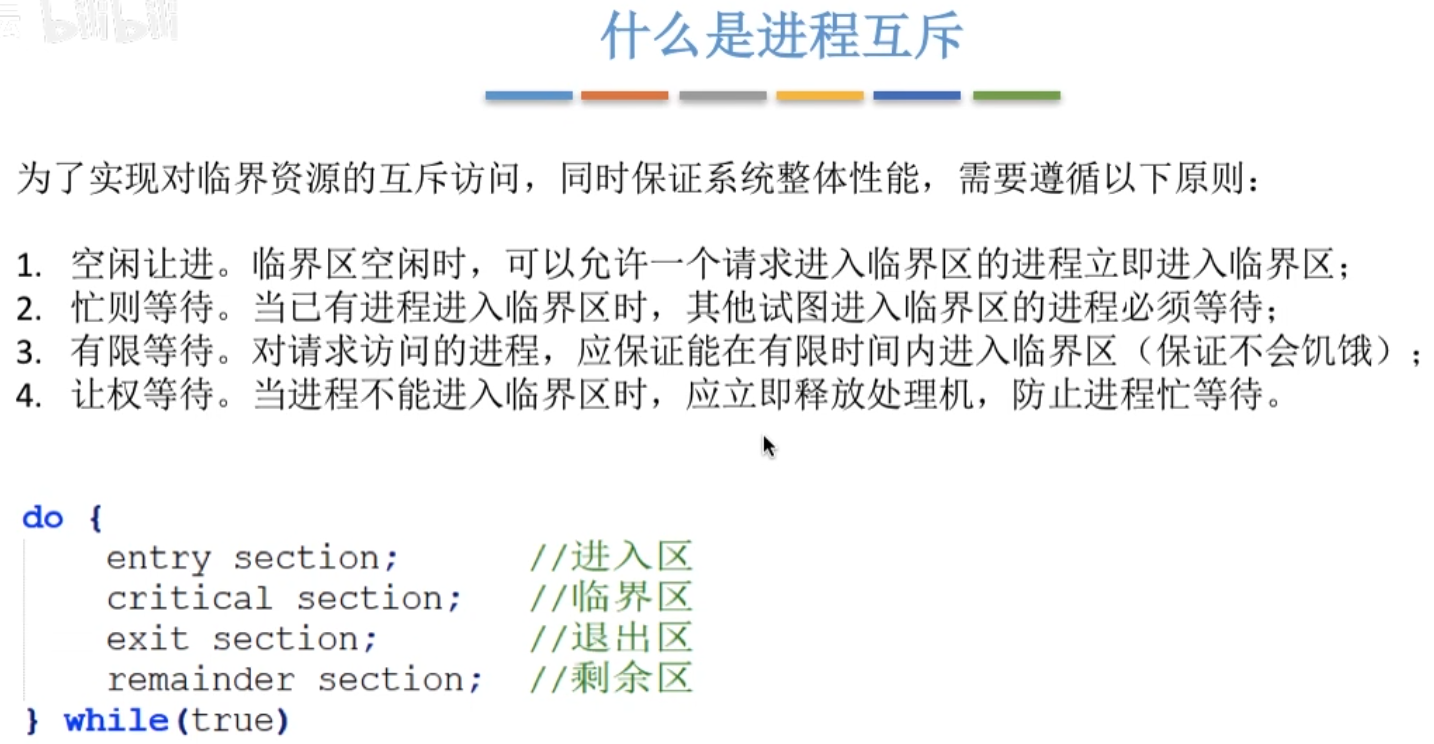 什么是进程互斥
为了实现对临界资源的互斥访问，同时保证系统整体性能，需要遵循以下原则：
1. 空闲让进。临界区空闲时，可以允许一个请求进入临界区的进程立即进入临界区；
2. 忙则等待。当已有进程进入临界区时，其他试图进入临界区的进程必须等待；
3. 有限等待。对请求访问的进程，应保证能在有限时间内进入临界区（保证不会饥饿）；
4. 让权等待。当进程不能进入临界区时，应立即释放处理机，防止进程忙等待。
do {
entry section; //进入区
critical section; //临界区
exit section; //退出区
remainder section; //剩余区
} while(true)